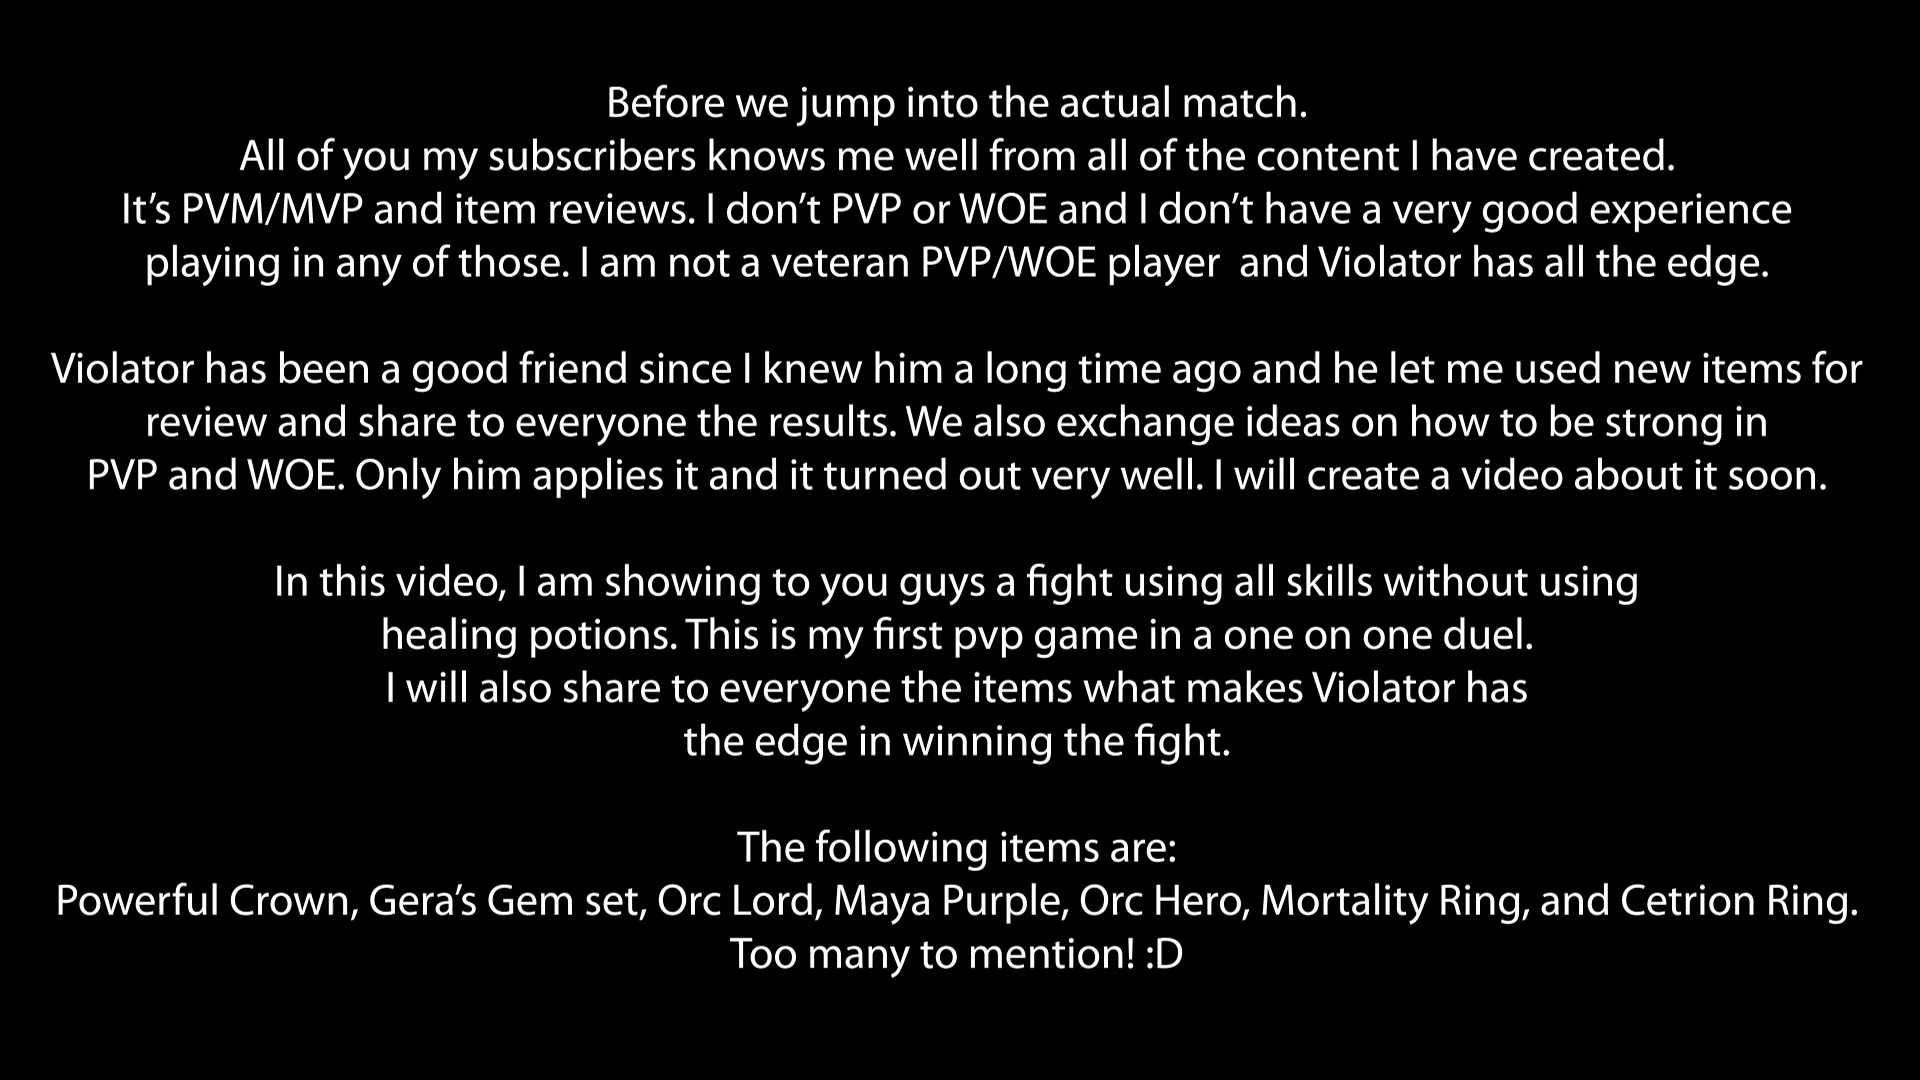 Before we jump into the actual match.
All of you my subscribers knows me well from all of the content I have created.
It’s PVM/MVP and item reviews. I don’t PVP or WOE and I don’t have a very good experience
playing in any of those. I am not a veteran PVP/WOE player  and Violator has all the edge.
Violator has been a good friend since I knew him a long time ago and he let me used new items for
review and share to everyone the results. We also exchange ideas on how to be strong in
PVP and WOE. Only him applies it and it turned out very well. I will create a video about it soon.
In this video, I am showing to you guys a fight using all skills without using
healing potions. This is my first pvp game in a one on one duel.
I will also share to everyone the items what makes Violator has
the edge in winning the fight.
The following items are:
Powerful Crown, Gera’s Gem set, Orc Lord, Maya Purple, Orc Hero, Mortality Ring, and Cetrion Ring.
Too many to mention! :D